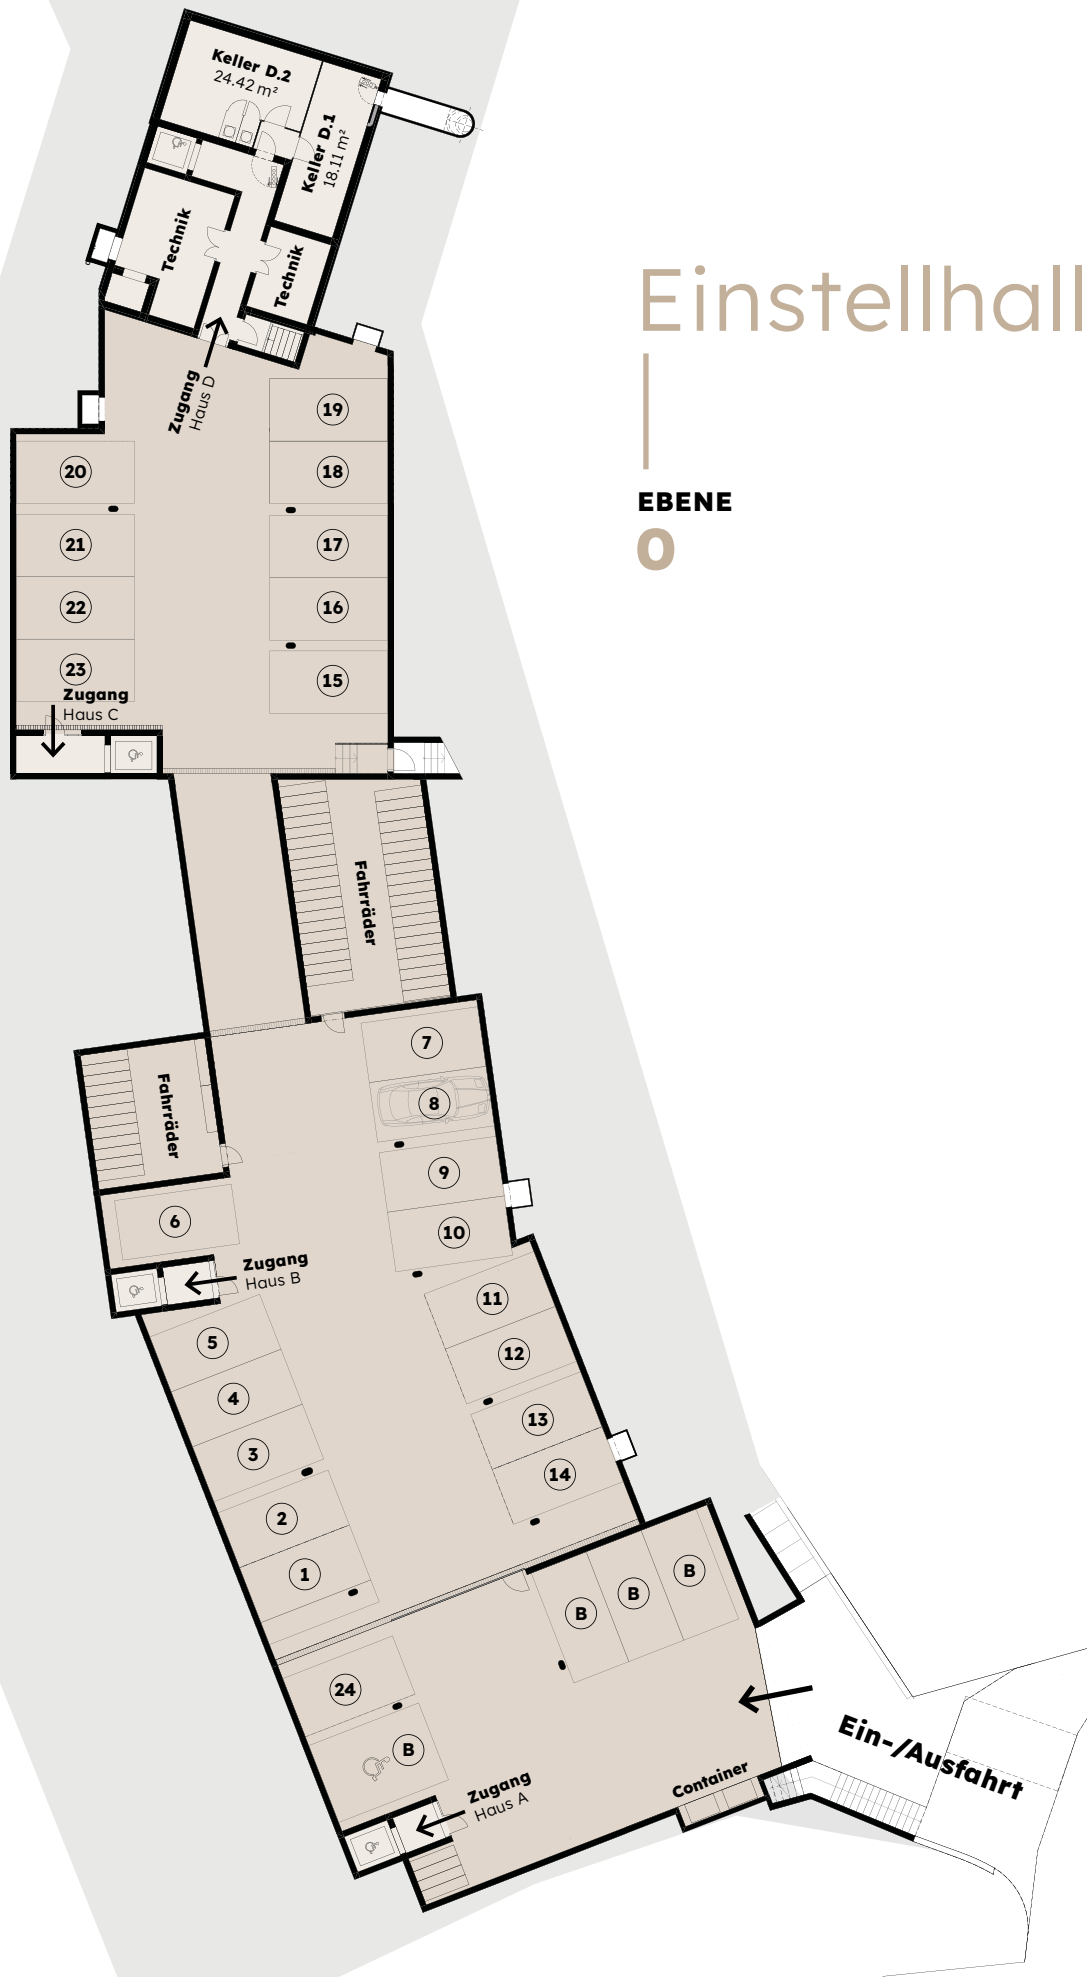 Keller D.2
24.42 m²
Keller D.1
18.11 m²
Technik
Technik
Einstellhall
EBENE
0
Zugang
Haus D
19
20
18
21
17
22
16
23
15
Zugang
Haus C
Fahrräder
7
Fahrräder
8
9
6
10
Zugang
Haus B
11
5
12
4
13
3
14
2
1
B
B
B
24
B
Ein-/Ausfahrt
Container
Zugang
Haus A